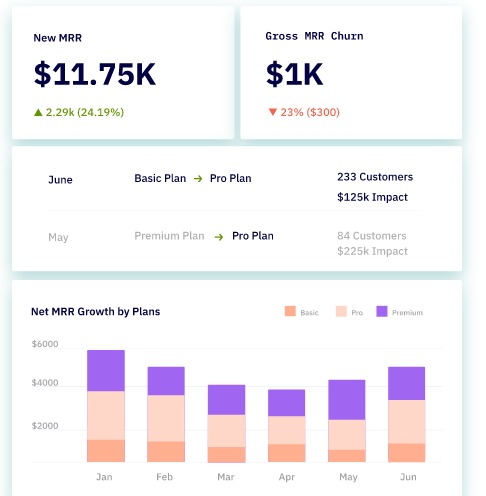 New MRR
$11.75K
▲ 2.29k (24.19%)
Gross MRR Churn
$1K
▼ 23% ($300)
June Basic Plan → Pro Plan 233 Customers
$125k Impact
May Premium Plan → Pro Plan 84 Customers
$225k Impact
Net MRR Growth by Plans
Basic Pro Premium
$6000
$4000
$2000
Jan Feb Mar Apr May Jun